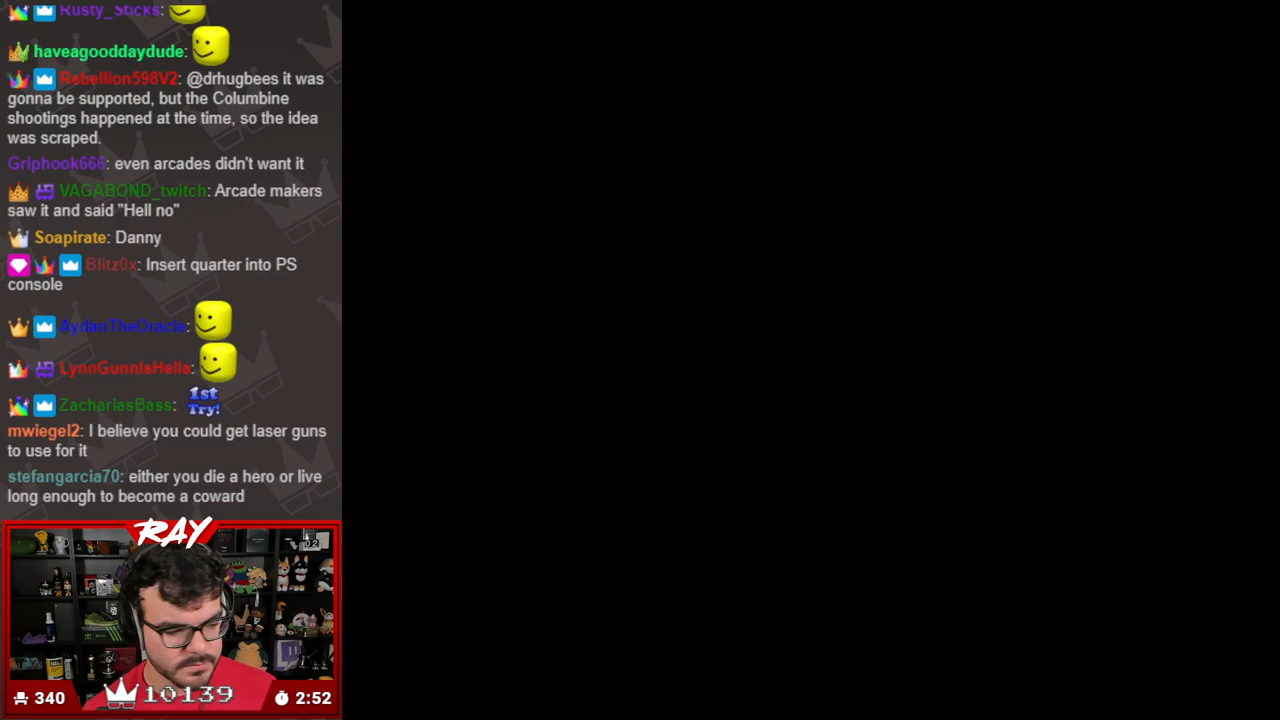 Rusty_Sticks:
haveagooddaydude:
Rebellion598V2: @drhugbees it was
gonna be supported, but the Columbine
shootings happened at the time, so the idea
was scraped.
Griphook666: even arcades didn't want it
VAGABOND_twitch: Arcade makers
saw it and said "Hell no"
Soapirate: Danny
Blitz0x: Insert quarter into PS
console
AydanTheOracle:
LynnGunnIsHella:
ZachariasBass: 1st
Try!
mwiegel2: I believe you could get laser guns
to use for it
stefangarcia70: either you die a hero or live
long enough to become a coward
RAY
340
10139
2:52